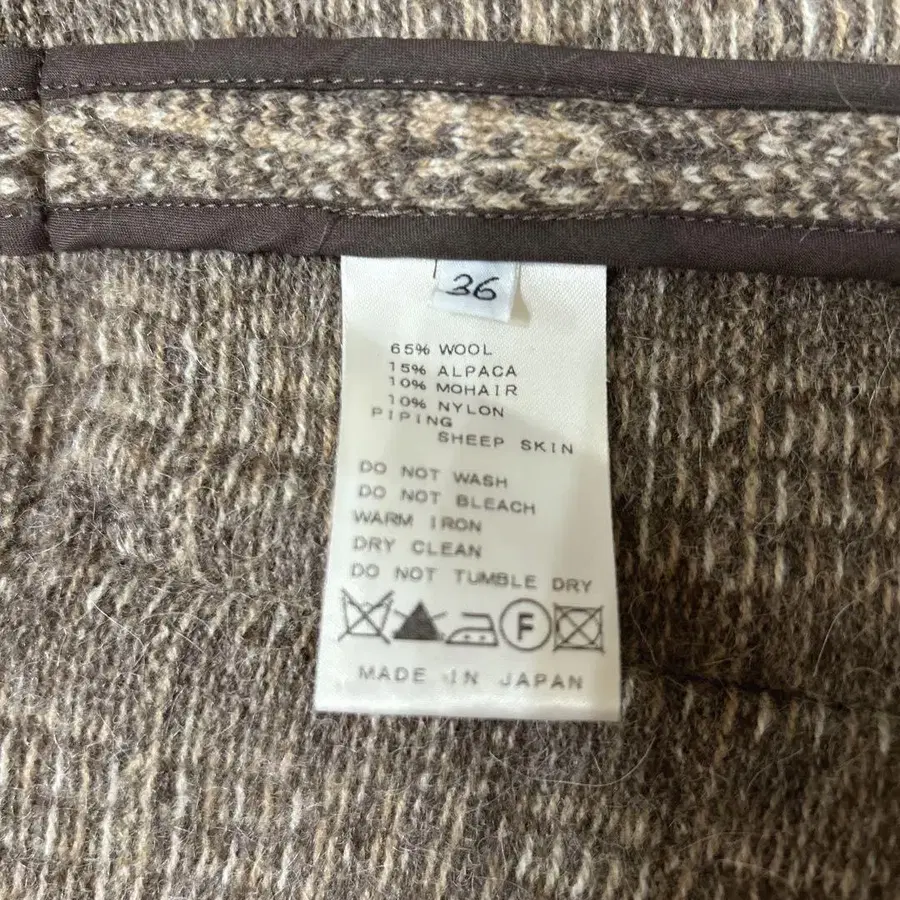 36
65% WOOL
15% ALPACA
10% MOHAIR
10% NYLON
PIPING
SHEEP SKIN
DO NOT WASH
DO NOT BLEACH
WARM IRON
DRY CLEAN
DO NOT TUMBLE DRY
F
MADE IN JAPAN